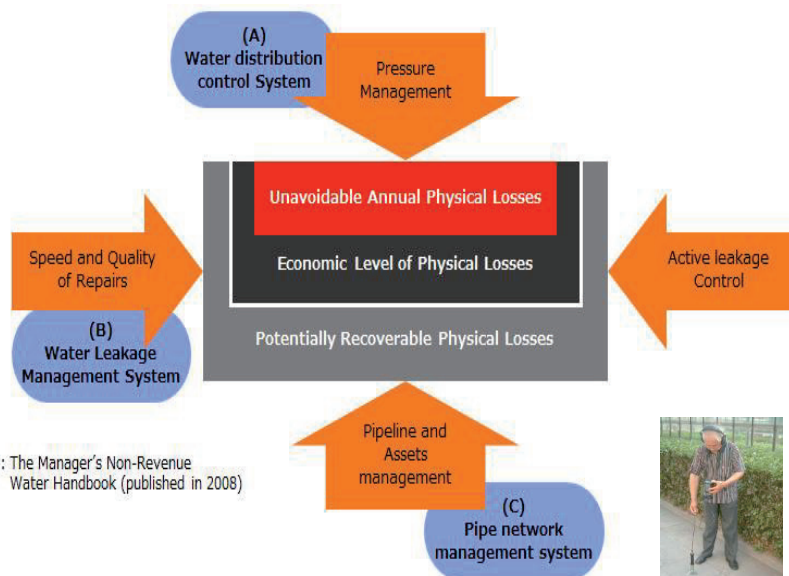 (A)
Water distribution
control System
Pressure
Management
Unavoidable Annual Physical Losses
Speed and Quality
of Repairs
Economic Level of Physical Losses
Active leakage
Control
(B)
Water Leakage
Management System
Potentially Recoverable Physical Losses
Pipeline and
Assets
management
: The Manager's Non-Revenue
Water Handbook (published in 2008)
(C)
Pipe network
management system